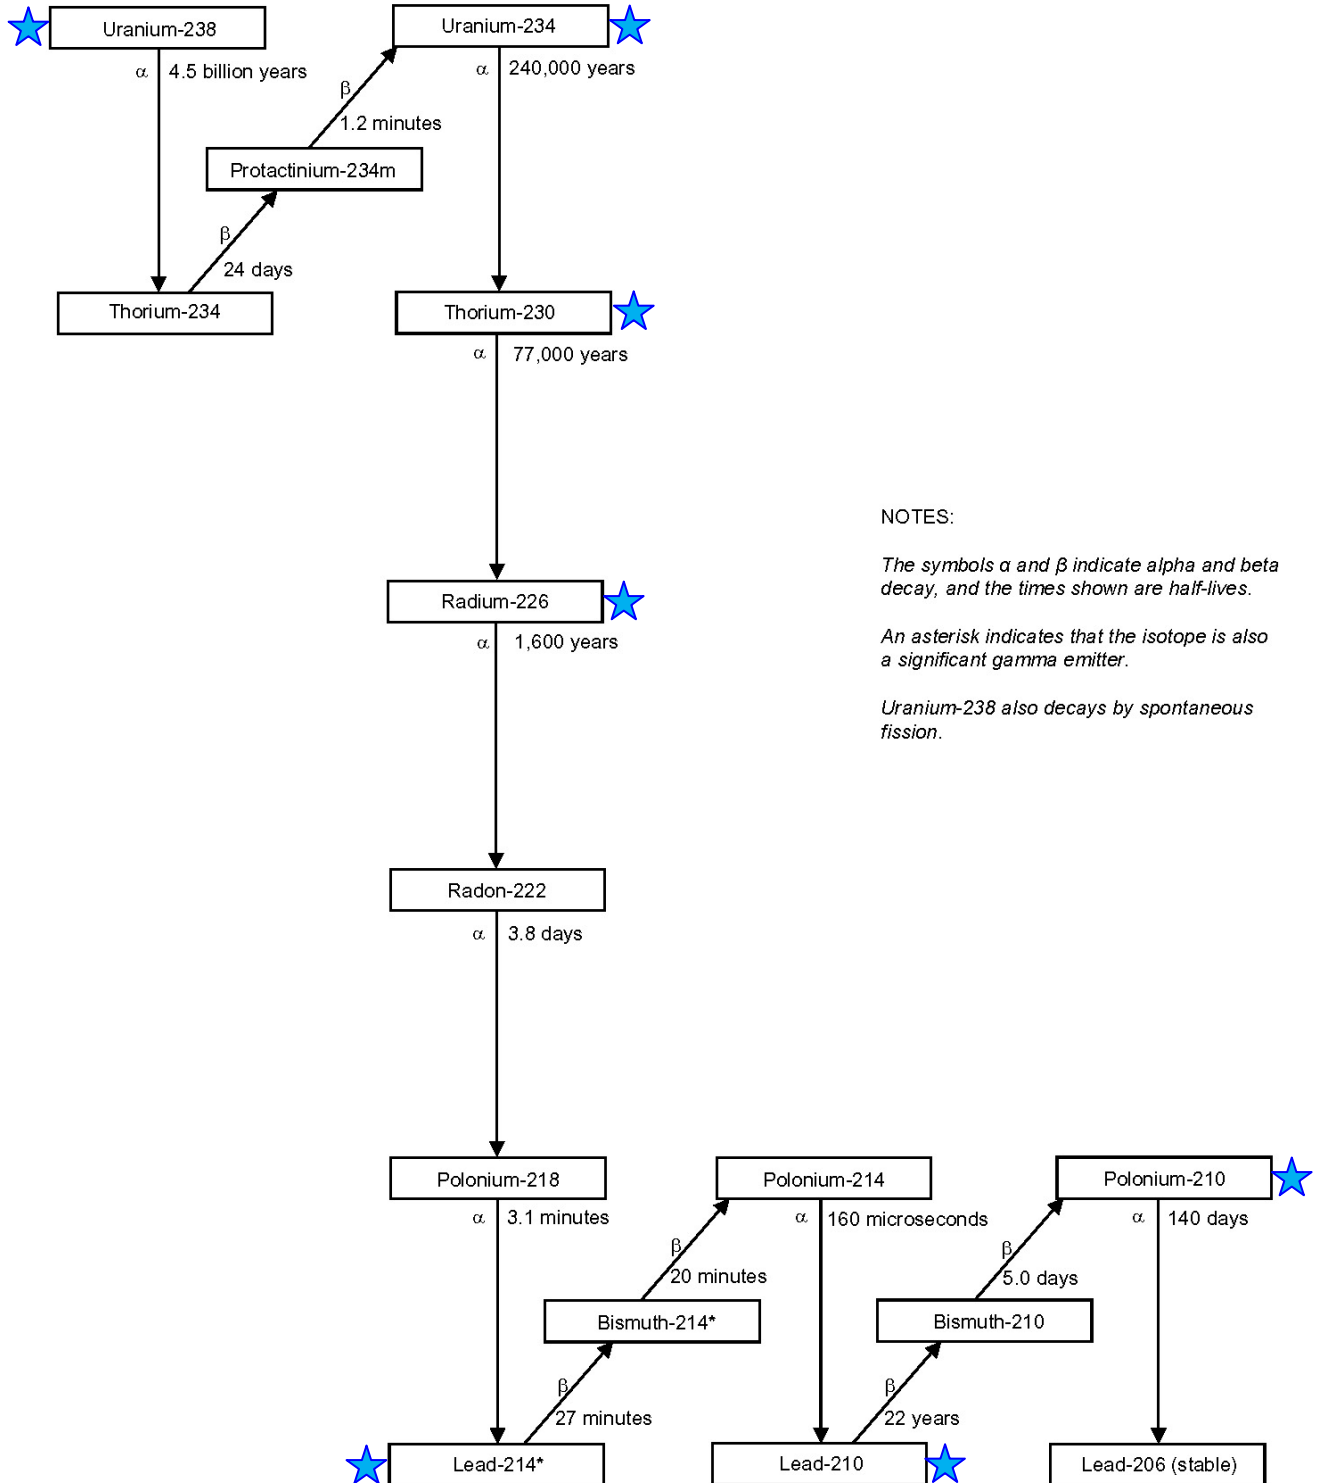 Uranium-238
Uranium-234
α 4.5 billion years
α 240,000 years
β
1.2 minutes
Protactinium-234m
β
24 days
Thorium-234
Thorium-230
α 77,000 years
NOTES:
The symbols α and β indicate alpha and beta
decay, and the times shown are half-lives.
An asterisk indicates that the isotope is also
a significant gamma emitter.
Uranium-238 also decays by spontaneous
fission.
Radium-226
α 1,600 years
Radon-222
α 3.8 days
Polonium-218
Polonium-214
Polonium-210
α 3.1 minutes
α 160 microseconds
α 140 days
β
20 minutes
β
5.0 days
Bismuth-214*
Bismuth-210
β
27 minutes
β
22 years
Lead-214*
Lead-210
Lead-206 (stable)